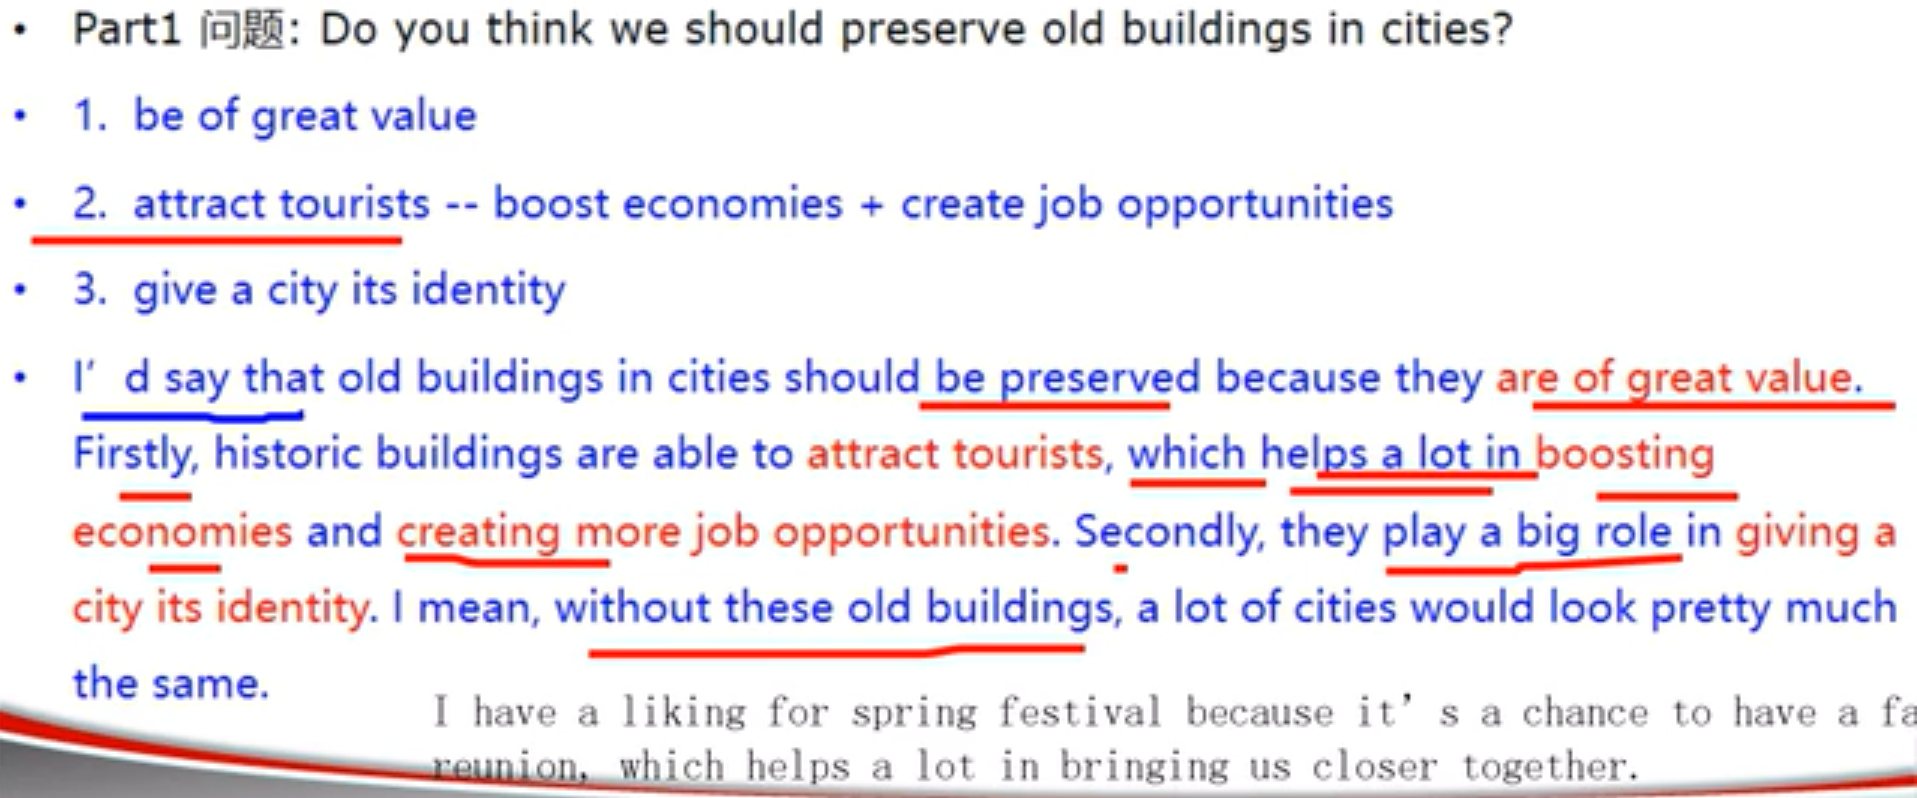 • Part1 问题: Do you think we should preserve old buildings in cities?
• 1. be of great value
• 2. attract tourists -- boost economies + create job opportunities
• 3. give a city its identity
• I’ d say that old buildings in cities should be preserved because they are of great value.
Firstly, historic buildings are able to attract tourists, which helps a lot in boosting
economies and creating more job opportunities. Secondly, they play a big role in giving a
city its identity. I mean, without these old buildings, a lot of cities would look pretty much
the same.
I have a liking for spring festival because it’ s a chance to have a fa
reunion, which helps a lot in bringing us closer together.